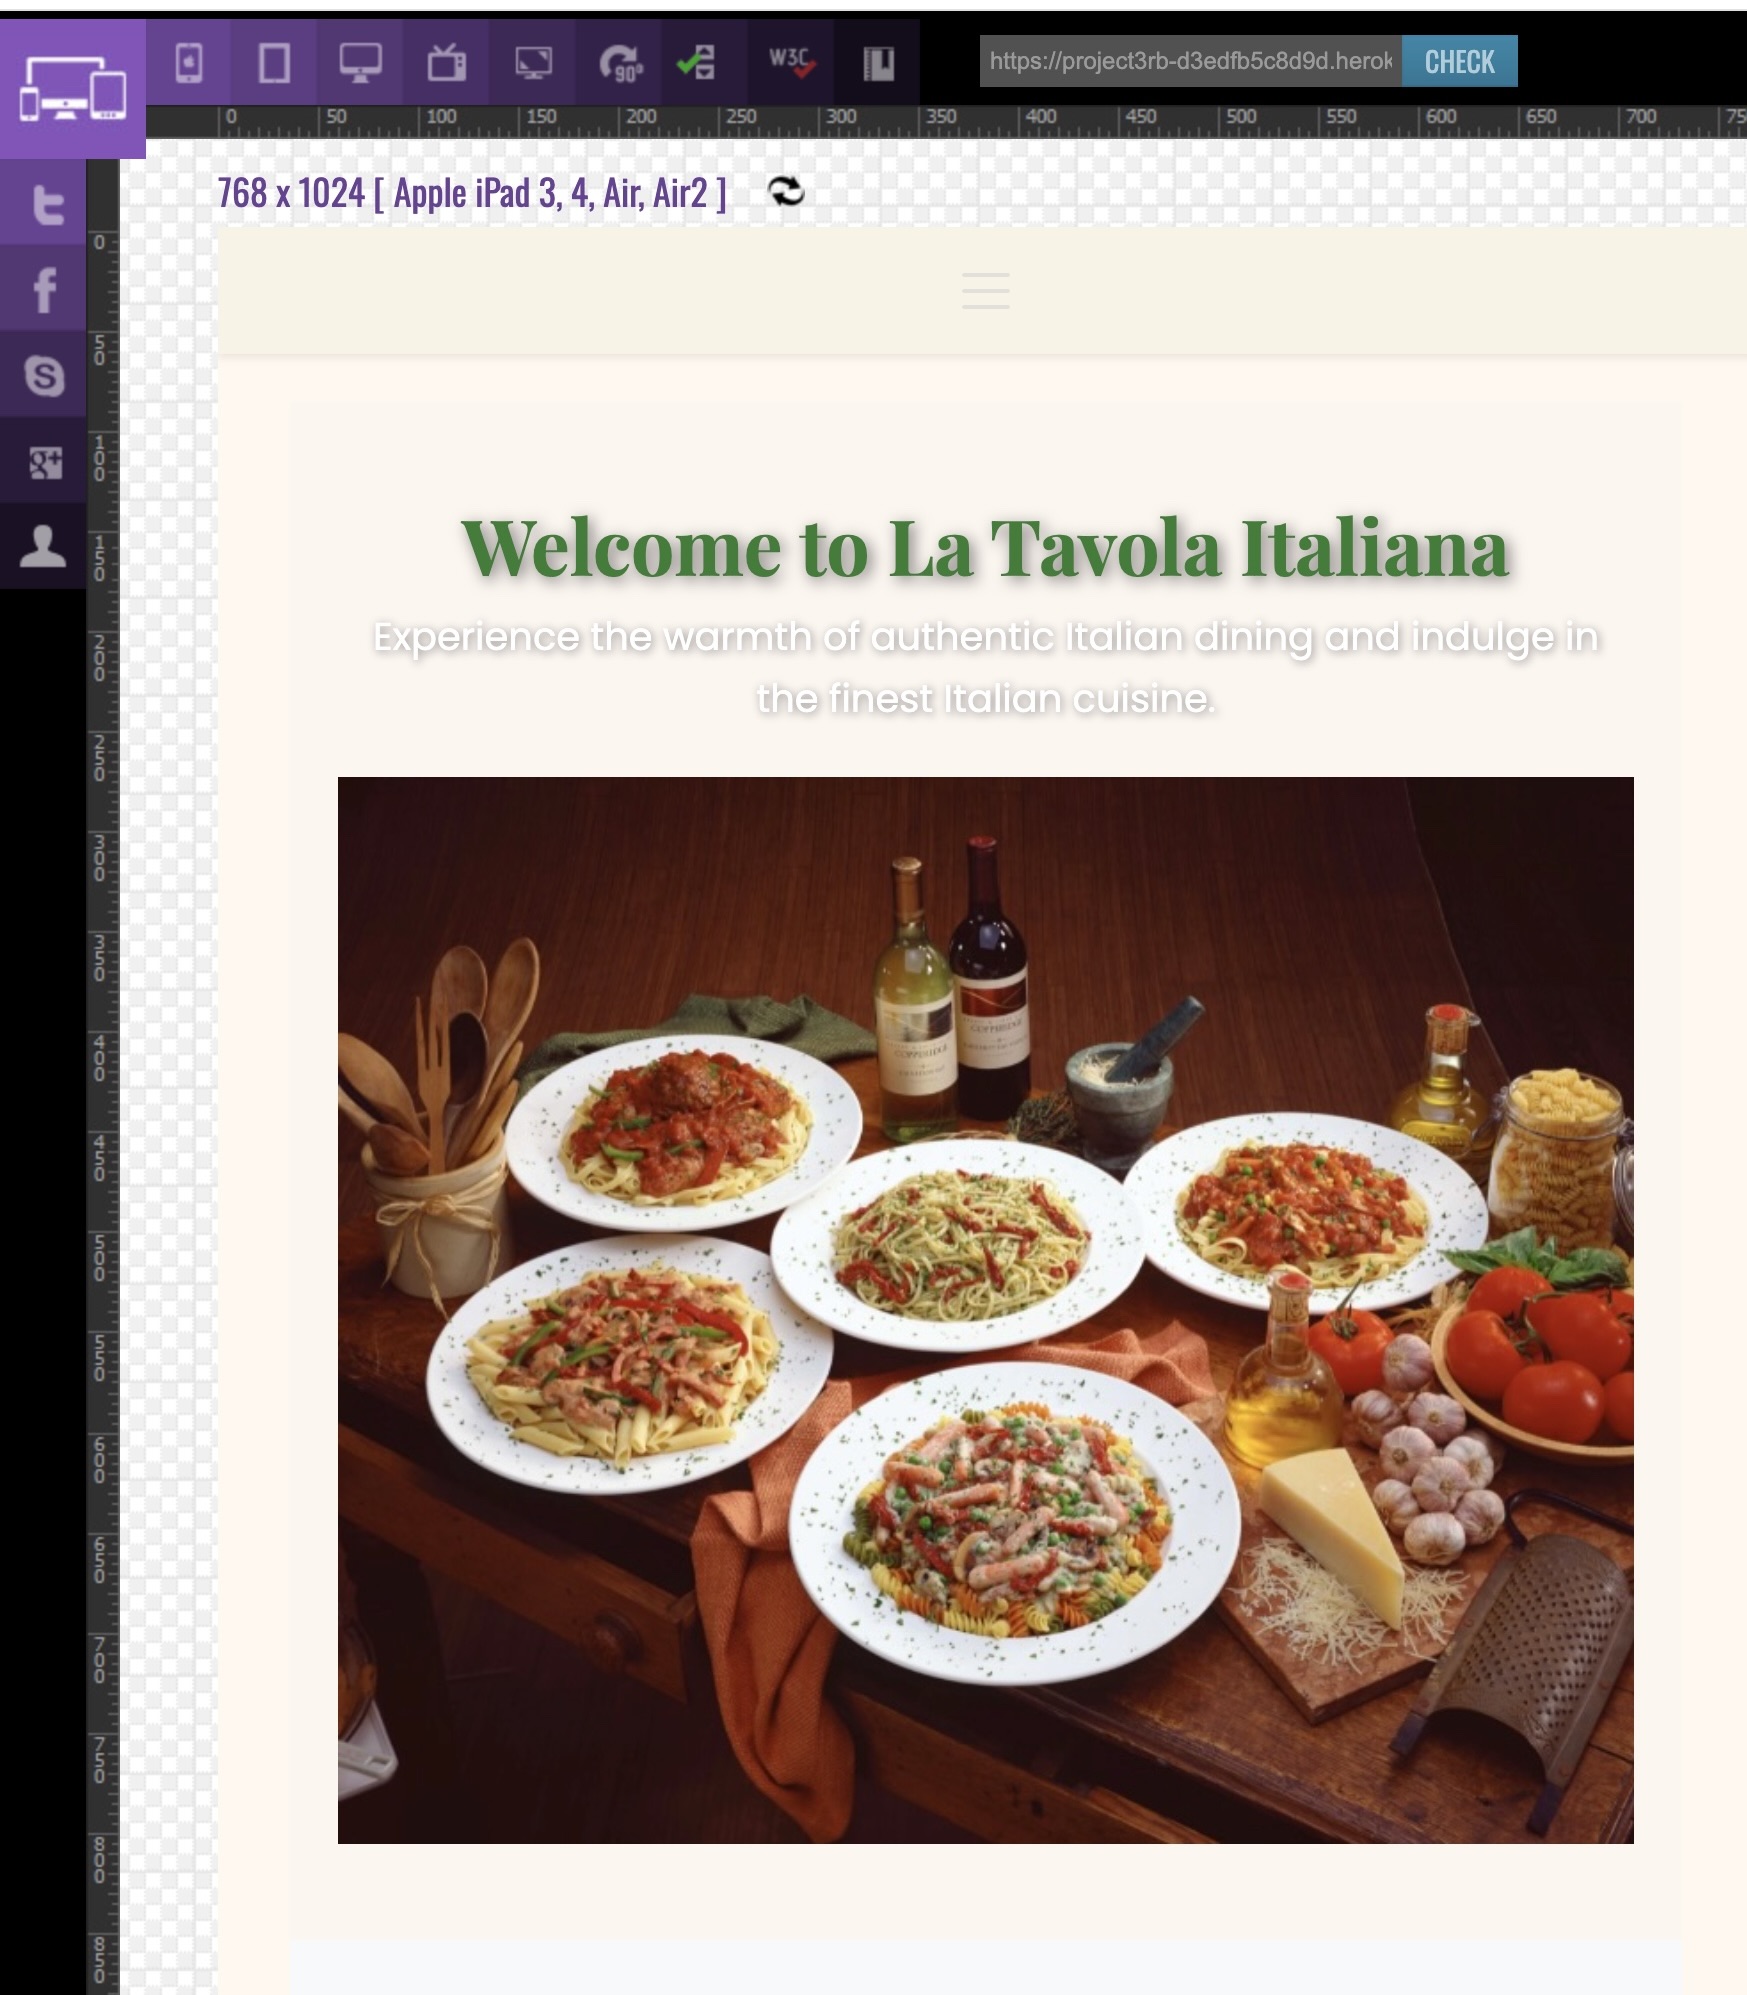 https://project3rb-d3edfb5c8d9d.herok
CHECK
90°
W3C
0 50 100 150 200 250 300 350 400 450 500 550 600 650 700 75
768 x 1024 [ Apple iPad 3, 4, Air, Air2 ]
t
f
S
g+
0
50
100
150
200
250
300
350
400
450
500
550
600
650
700
750
800
850
Welcome to La Tavola Italiana
Experience the warmth of authentic Italian dining and indulge in
the finest Italian cuisine.
COPPERIDGE
COPPERIDGE